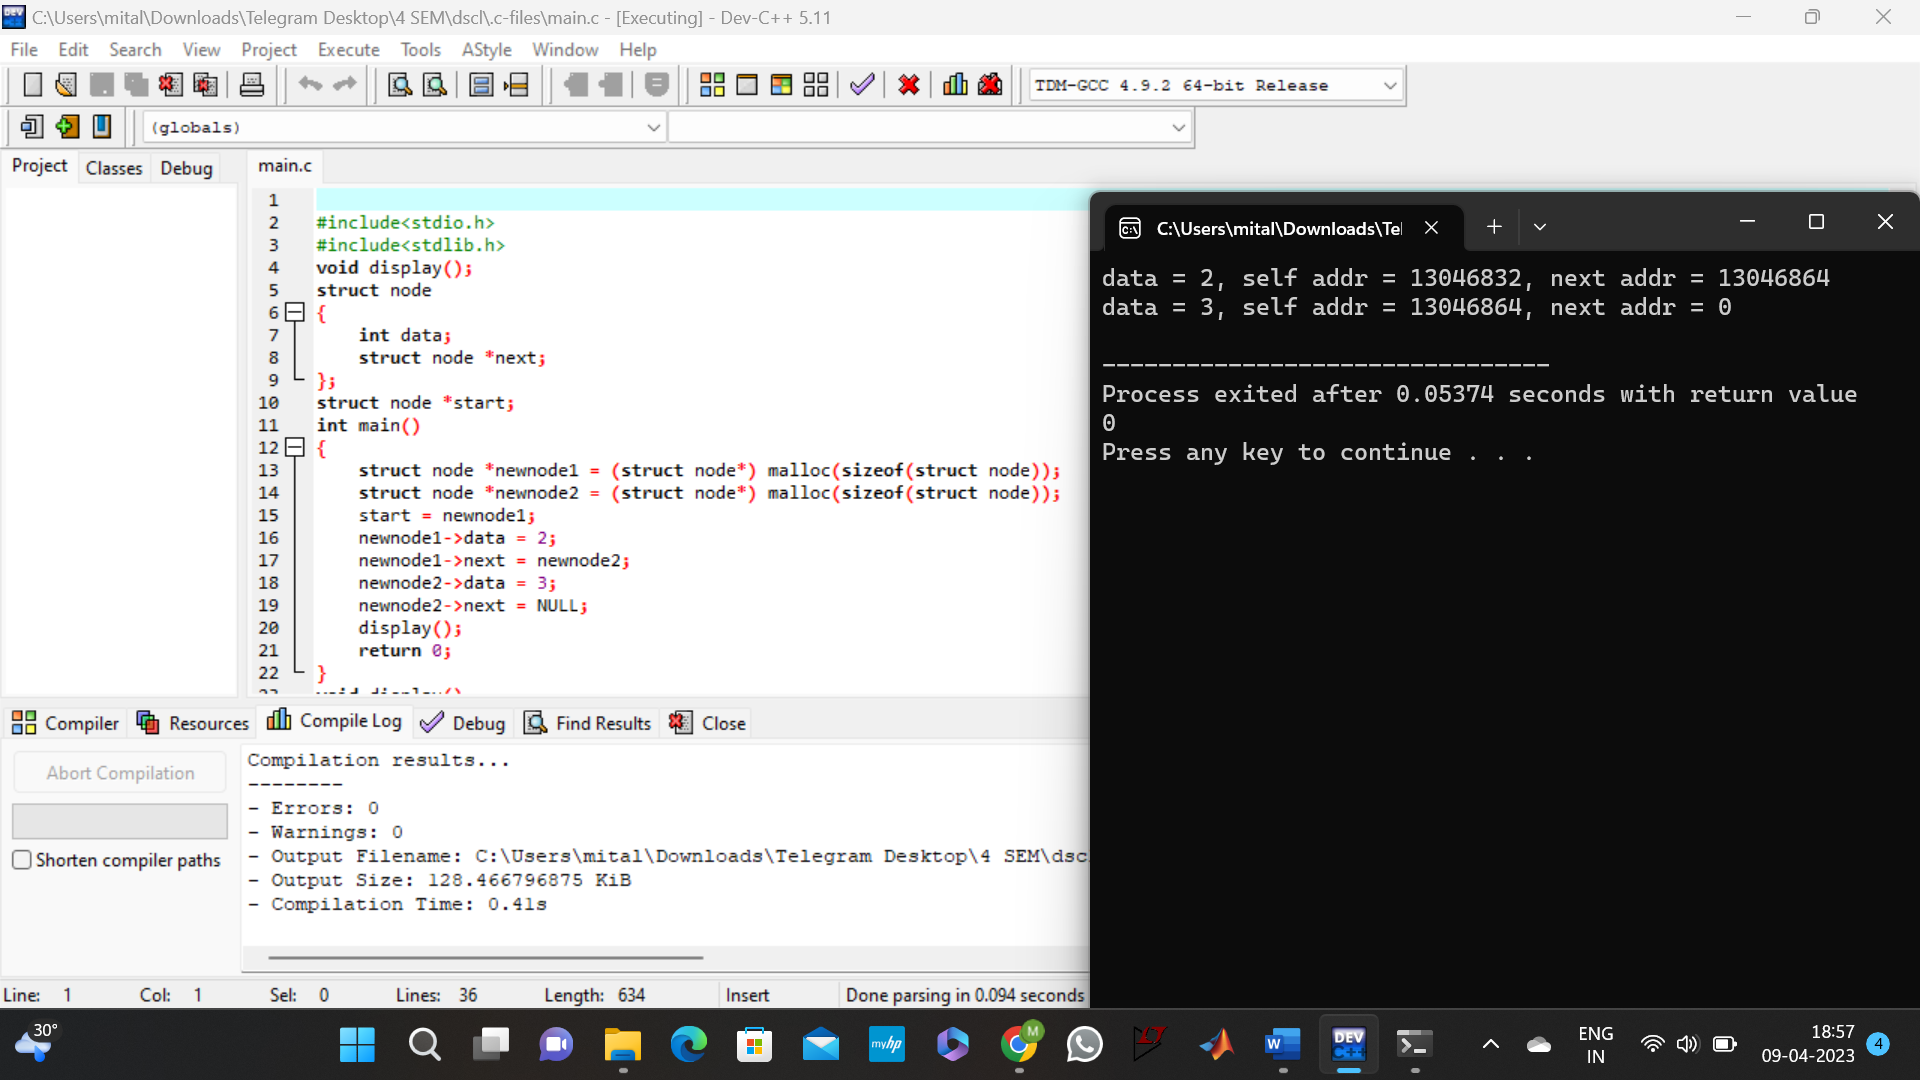 C:\Users\mital\Downloads\Telegram Desktop\4 SEM\dscl\.c-files\main.c - [Executing] - Dev-C++ 5.11
File Edit Search View Project Execute Tools AStyle Window Help
TDM-GCC 4.9.2 64-bit Release
(globals)
Project Classes Debug main.c
1
2 #include<stdio.h>
3 #include<stdlib.h>
4 void display();
5 struct node
6 {
7 int data;
8 struct node *next;
9 };
10 struct node *start;
11 int main()
12 {
13 struct node *newnode1 = (struct node*) malloc(sizeof(struct node));
14 struct node *newnode2 = (struct node*) malloc(sizeof(struct node));
15 start = newnode1;
16 newnode1->data = 2;
17 newnode1->next = newnode2;
18 newnode2->data = 3;
19 newnode2->next = NULL;
20 display();
21 return 0;
22 }
23 void display()
C:\Users\mital\Downloads\Tel
data = 2, self addr = 13046832, next addr = 13046864
data = 3, self addr = 13046864, next addr = 0
--------------------------------
Process exited after 0.05374 seconds with return value
0
Press any key to continue . . .
Compiler Resources Compile Log Debug Find Results Close
Abort Compilation
Shorten compiler paths
Compilation results...
--------
- Errors: 0
- Warnings: 0
- Output Filename: C:\Users\mital\Downloads\Telegram Desktop\4 SEM\dsc
- Output Size: 128.466796875 KiB
- Compilation Time: 0.41s
Line: 1 Col: 1 Sel: 0 Lines: 36 Length: 634 Insert Done parsing in 0.094 seconds
30°
myhp
M
W
DEV
C++
ENG
IN
18:57
09-04-2023
4